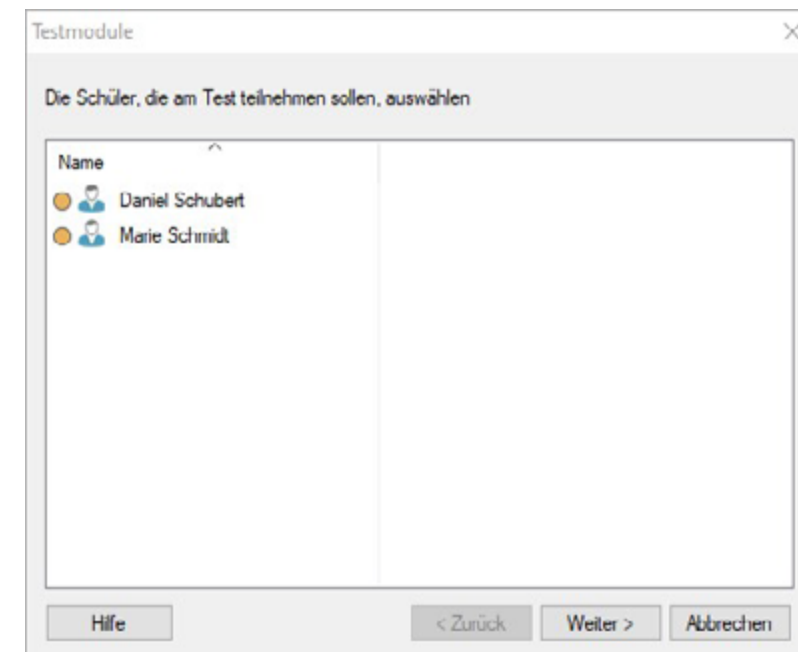 Testmodule
Die Schüler, die am Test teilnehmen sollen, auswählen
Name
Daniel Schubert
Marie Schmidt
Hilfe
< Zurück
Weiter >
Abbrechen